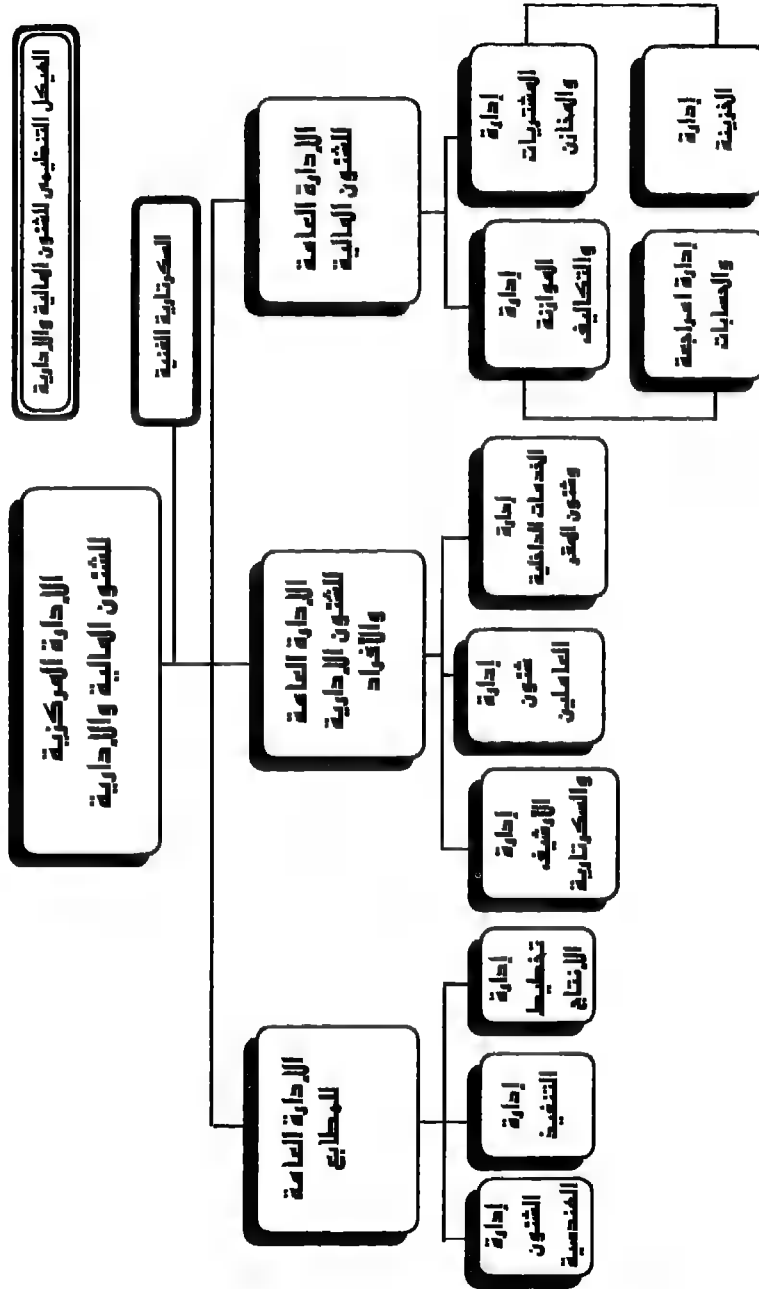 الهيكل التنظيمى للشئون المالية والإدارية
الإدارة المركزية
للشئون المالية والإدارية
السكرتارية الفنية
الإدارة العامة
للشئون المالية
الإدارة العامة
للشئون الإدارية
والأفراد
الإدارة العامة
للمطابع
إدارة
المشتريات
والمخازن
إدارة
الموازنة
والتكاليف
إدارة
الخزينة
إدارة المراجعة
والحسابات
إدارة
الخدمات الداخلية
وشئون المقر
إدارة
شئون
العاملين
إدارة
الأرشيف
والسكرتارية
إدارة
تخطيط
الإنتاج
إدارة
التنفيذ
إدارة
الشئون
الهندسية